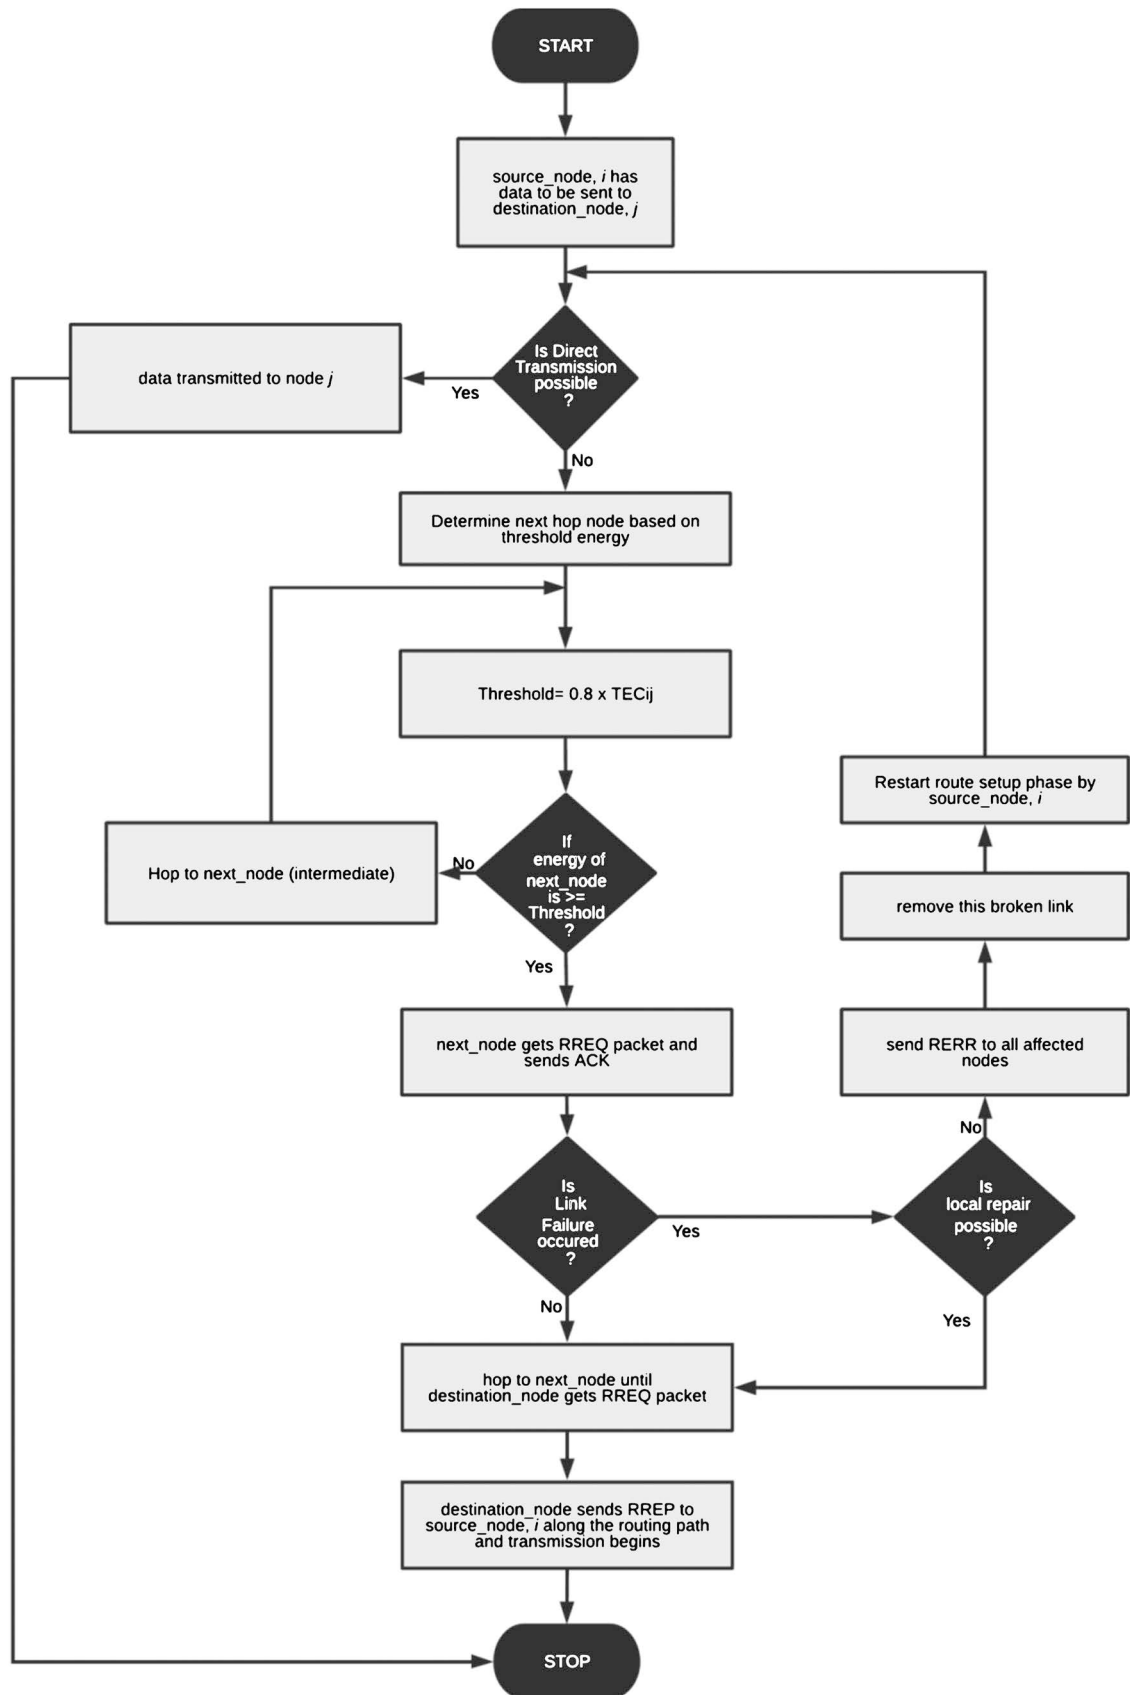 START
source_node, i has
data to be sent to
destination_node, j
Is Direct
Transmission
possible
?
Yes
data transmitted to node j
No
Determine next hop node based on
threshold energy
Threshold= 0.8 x TECij
If
energy of
next_node
is >=
Threshold
?
No
Hop to next_node (intermediate)
Yes
next_node gets RREQ packet and
sends ACK
Is
Link
Failure
occured
?
Yes
Is
local repair
possible
?
No
send RERR to all affected
nodes
remove this broken link
Restart route setup phase by
source_node, i
Yes
No
hop to next_node until
destination_node gets RREQ packet
destination_node sends RREP to
source_node, i along the routing path
and transmission begins
STOP